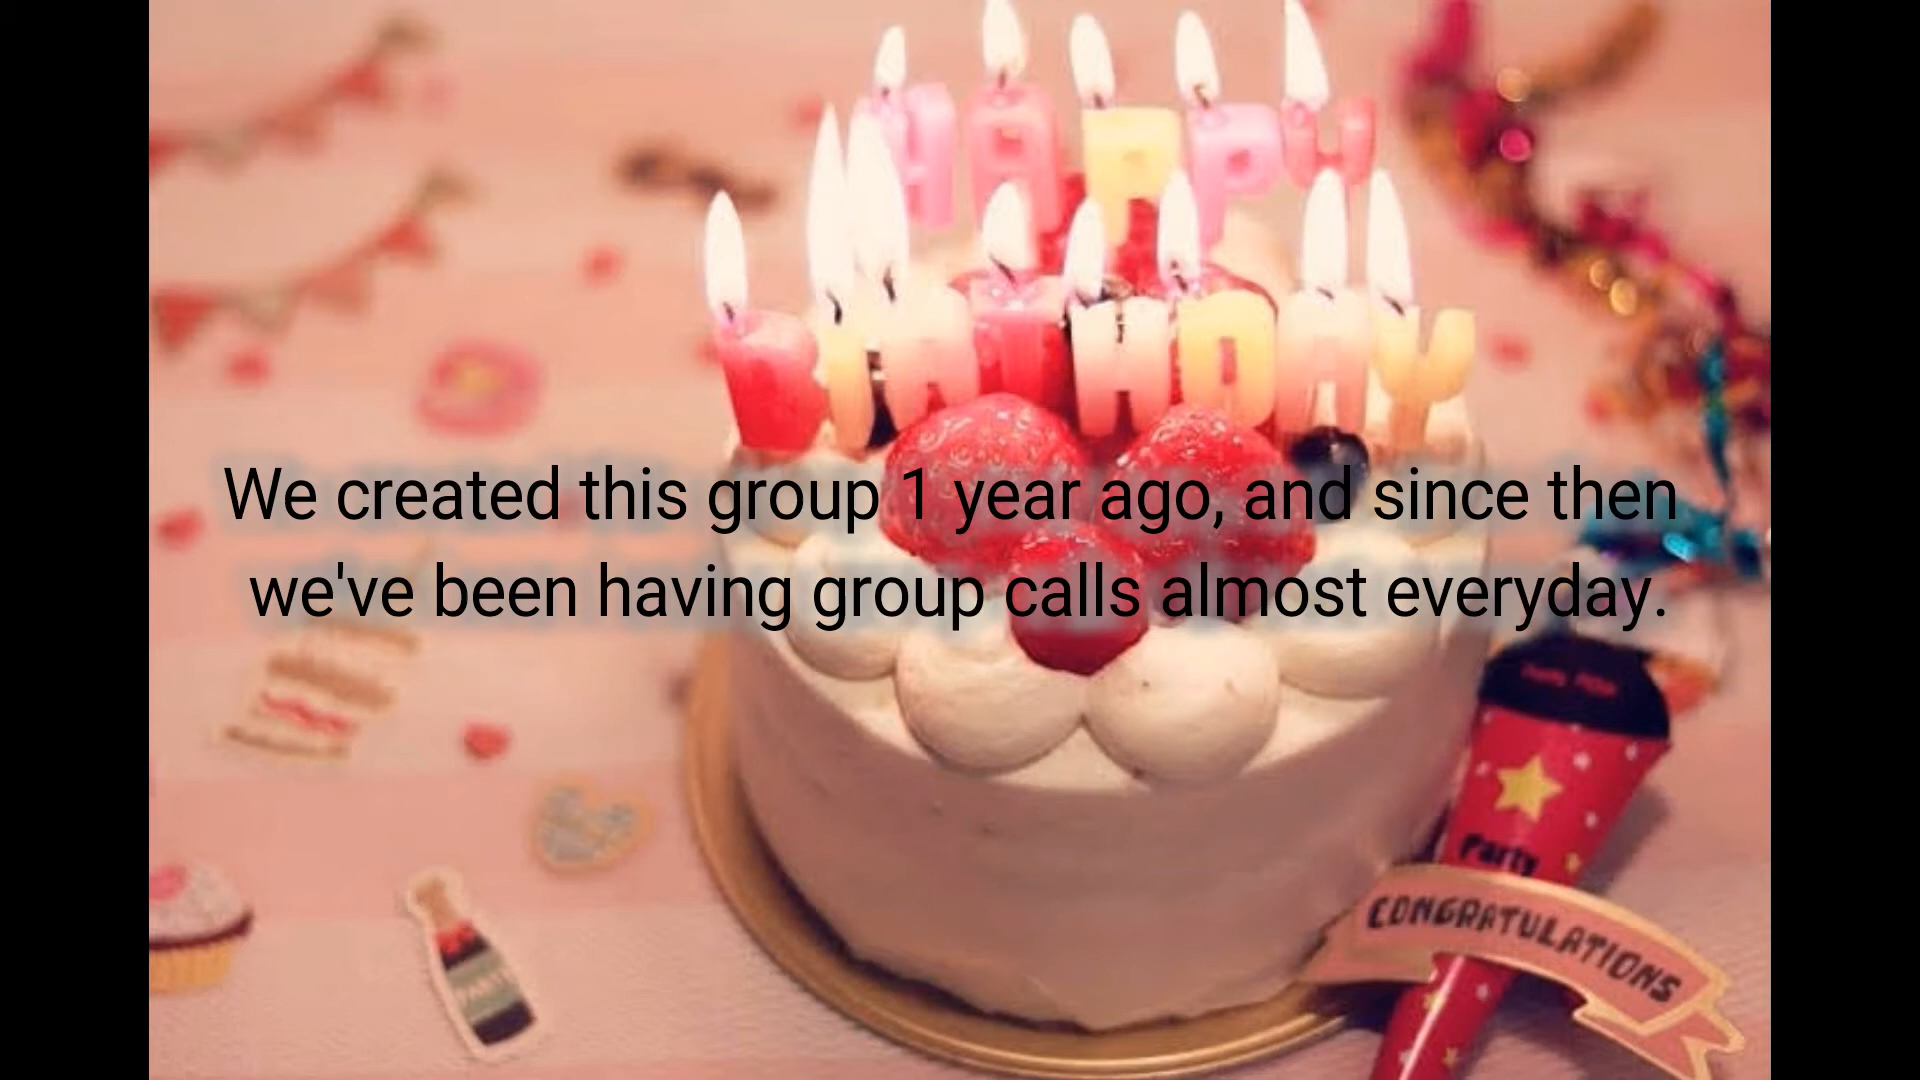 HAPPY
BIRTHDAY
We created this group 1 year ago, and since then
we've been having group calls almost everyday.
Party
CONGRATULATIONS
PARTY